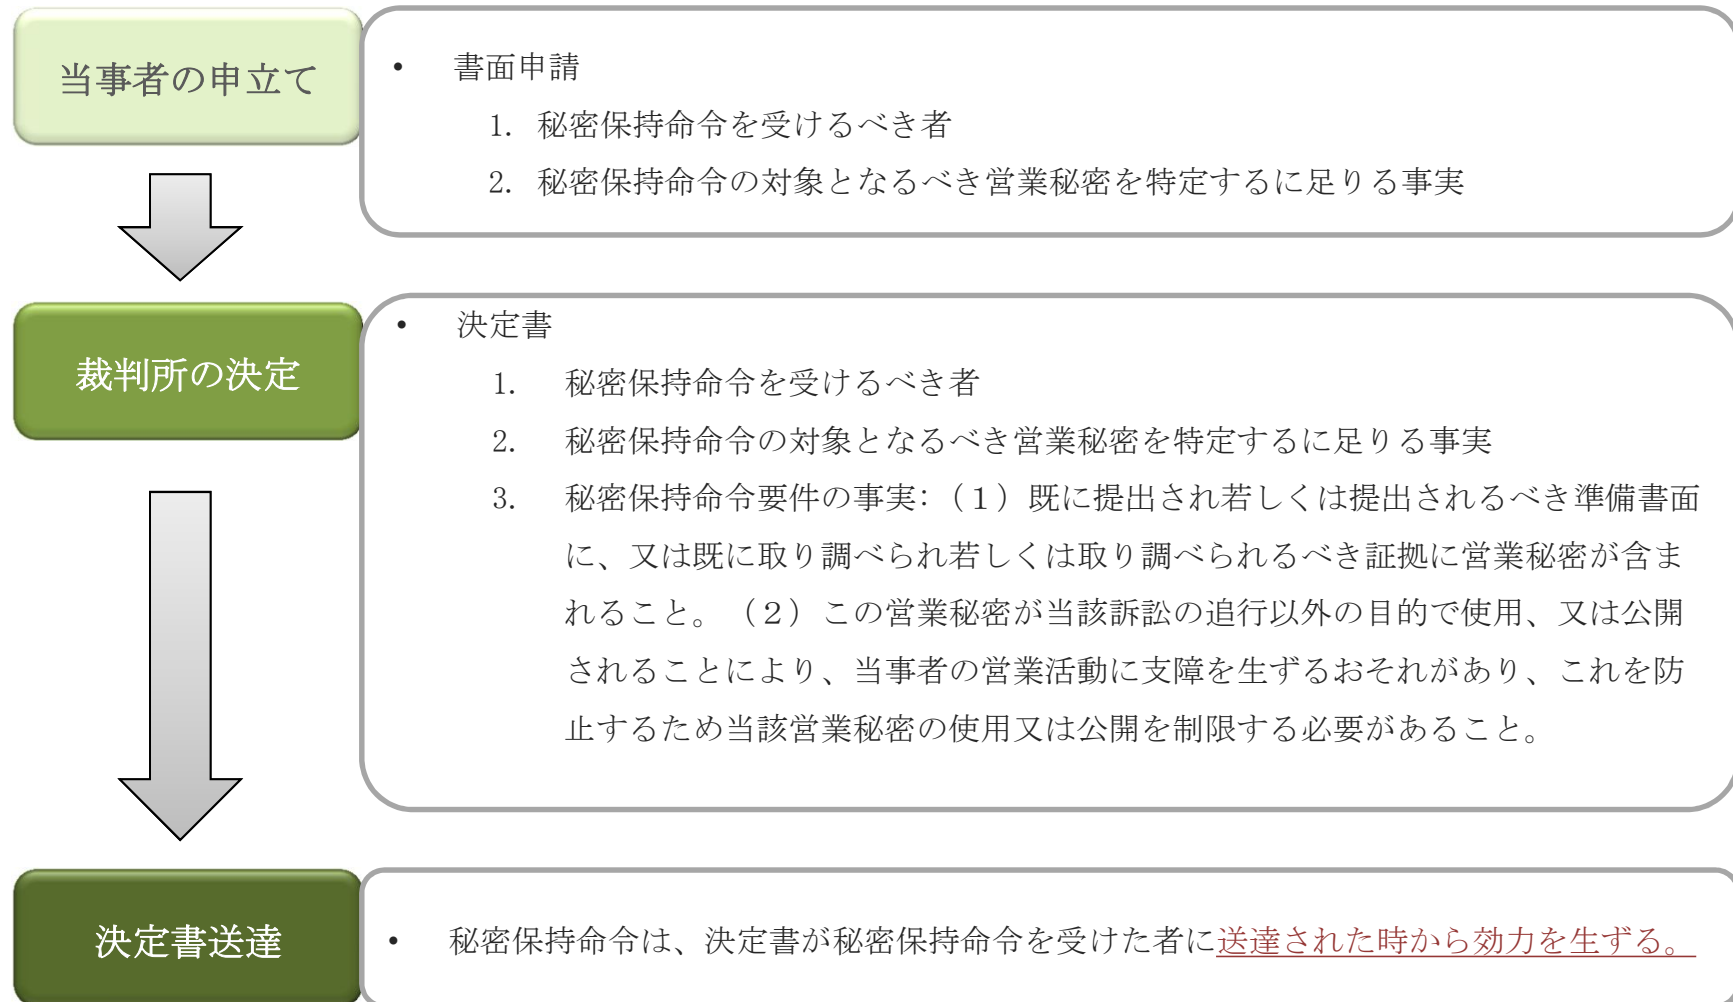 当事者の申立て
• 書面申請
1. 秘密保持命令を受けるべき者
2. 秘密保持命令の対象となるべき営業秘密を特定するに足りる事実
裁判所の決定
• 決定書
1. 秘密保持命令を受けるべき者
2. 秘密保持命令の対象となるべき営業秘密を特定するに足りる事実
3. 秘密保持命令要件の事実：（１）既に提出され若しくは提出されるべき準備書面
に、又は既に取り調べられ若しくは取り調べられるべき証拠に営業秘密が含ま
れること。（２）この営業秘密が当該訴訟の追行以外の目的で使用、又は公開
されることにより、当事者の営業活動に支障を生ずるおそれがあり、これを防
止するため当該営業秘密の使用又は公開を制限する必要があること。
決定書送達
• 秘密保持命令は、決定書が秘密保持命令を受けた者に送達された時から効力を生ずる。